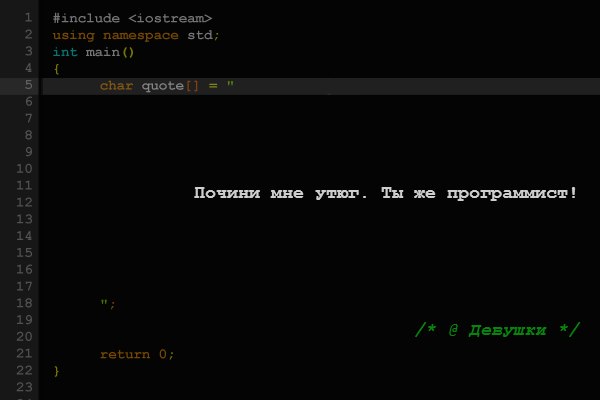 1 #include <iostream>
2 using namespace std;
3 int main()
4 {
5 char quote[] = "
6
7
8
9
10
11 Почини мне утюг. Ты же программист!
12
13
14
15
16
17
18 ";
19 /* @ Девушки */
20
21 return 0;
22 }
23